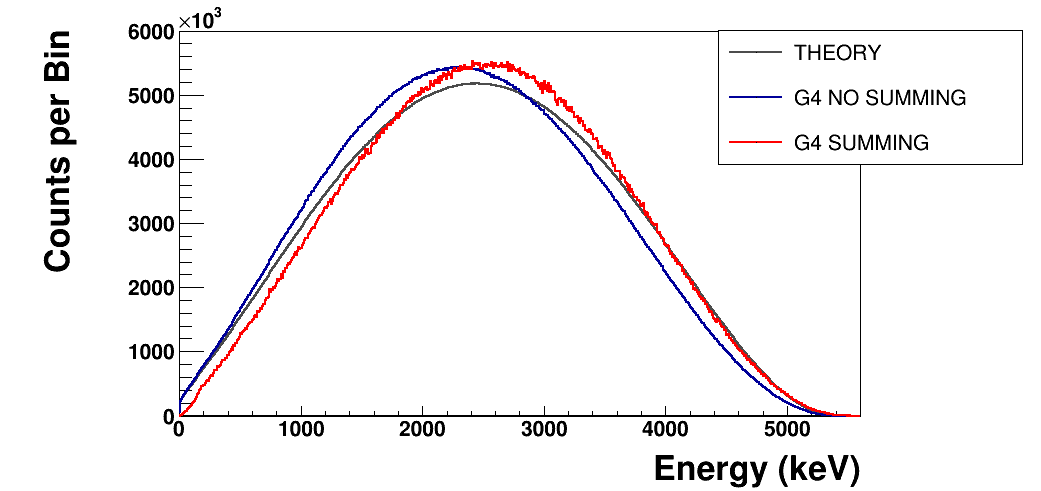 ×10³
Counts per Bin
6000
5000
4000
3000
2000
1000
0
0 1000 2000 3000 4000 5000
Energy (keV)
THEORY
G4 NO SUMMING
G4 SUMMING